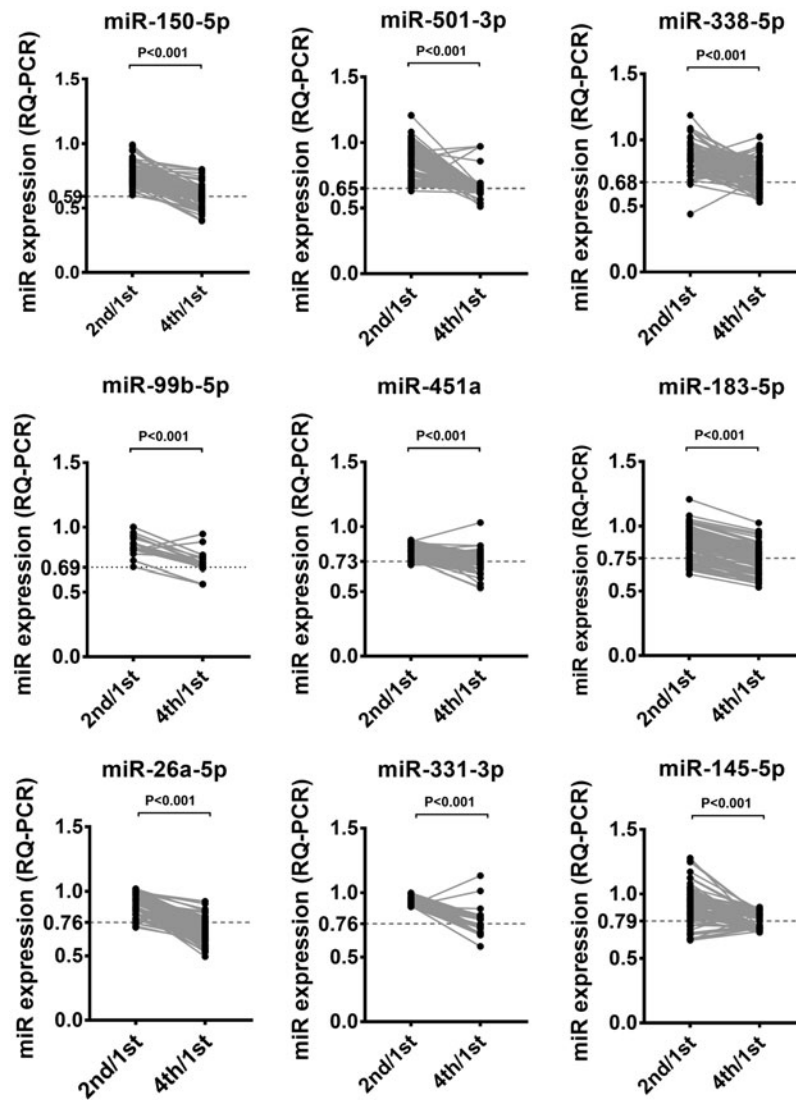 miR-150-5p
P<0.001
miR expression (RQ-PCR)
1.5
1.0
0.59
0.5
0.0
2nd/1st
4th/1st
miR-501-3p
P<0.001
miR expression (RQ-PCR)
1.5
1.0
0.65
0.5
0.0
2nd/1st
4th/1st
miR-338-5p
P<0.001
miR expression (RQ-PCR)
1.5
1.0
0.68
0.5
0.0
2nd/1st
4th/1st
miR-99b-5p
P<0.001
miR expression (RQ-PCR)
1.5
1.0
0.69
0.5
0.0
2nd/1st
4th/1st
miR-451a
P<0.001
miR expression (RQ-PCR)
1.5
1.0
0.73
0.5
0.0
2nd/1st
4th/1st
miR-183-5p
P<0.001
miR expression (RQ-PCR)
1.5
1.0
0.75
0.5
0.0
2nd/1st
4th/1st
miR-26a-5p
P<0.001
miR expression (RQ-PCR)
1.5
1.0
0.76
0.5
0.0
2nd/1st
4th/1st
miR-331-3p
P<0.001
miR expression (RQ-PCR)
1.5
1.0
0.76
0.5
0.0
2nd/1st
4th/1st
miR-145-5p
P<0.001
miR expression (RQ-PCR)
1.5
1.0
0.79
0.5
0.0
2nd/1st
4th/1st